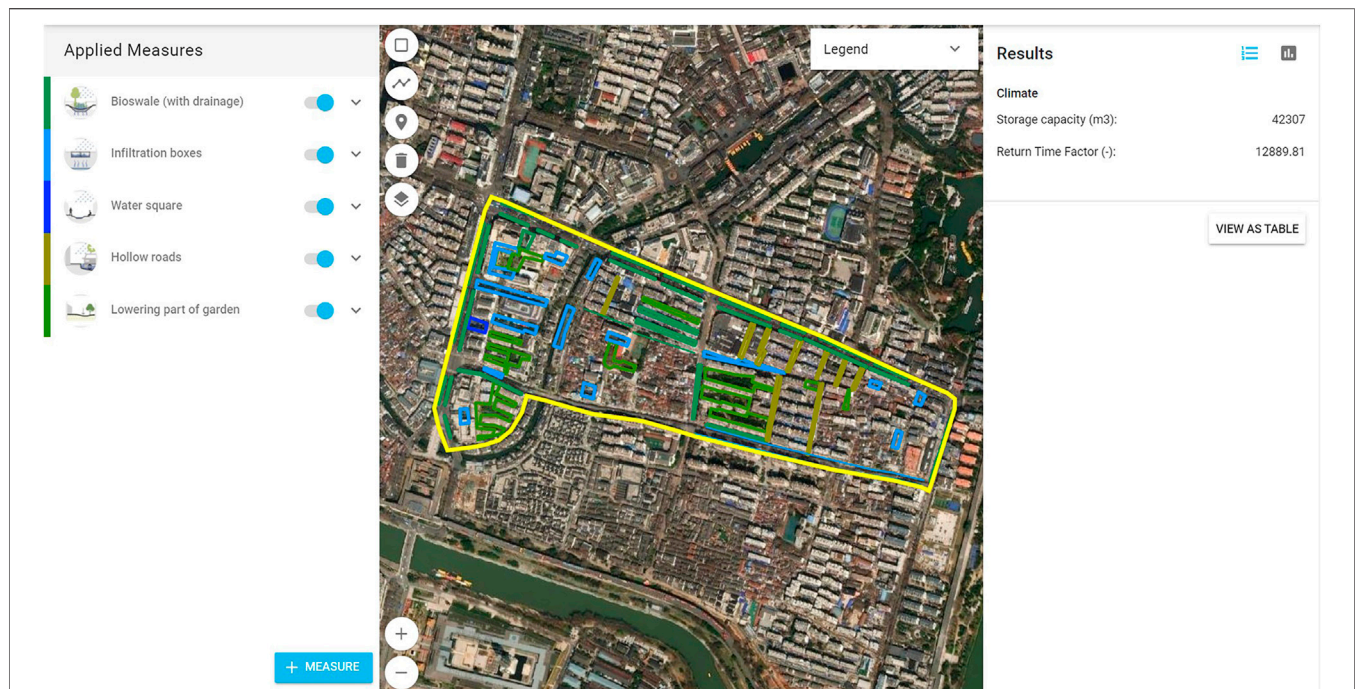 Applied Measures
Bioswale (with drainage)
Infiltration boxes
Water square
Hollow roads
Lowering part of garden
+ MEASURE
Legend
Results
Climate
Storage capacity (m3): 42307
Return Time Factor (-): 12889.81
VIEW AS TABLE